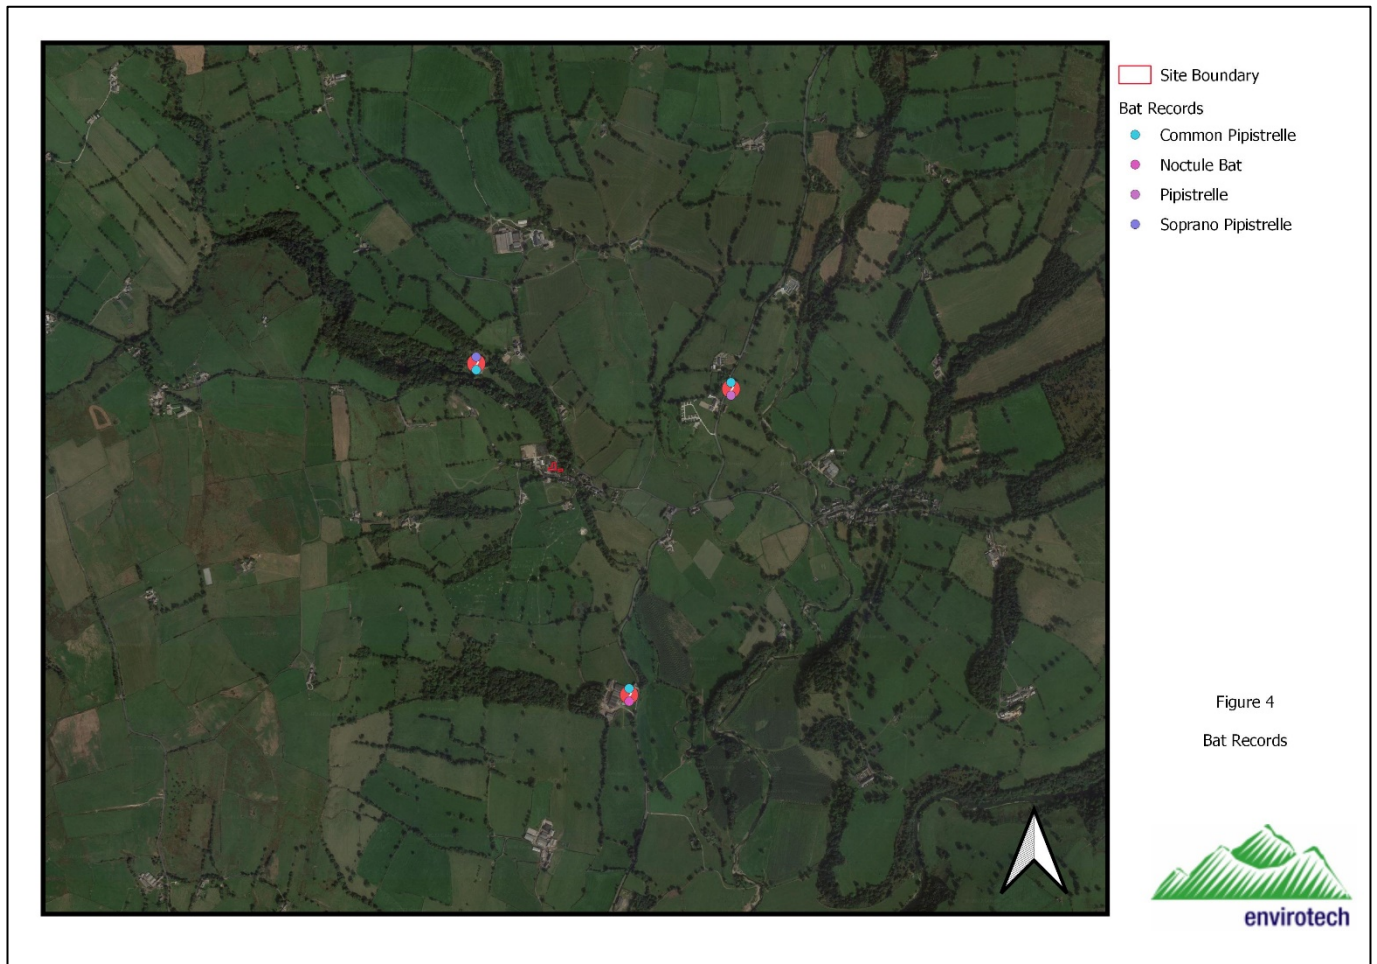 Site Boundary
Bat Records
Common Pipistrelle
Noctule Bat
Pipistrelle
Soprano Pipistrelle
Figure 4
Bat Records
envirotech